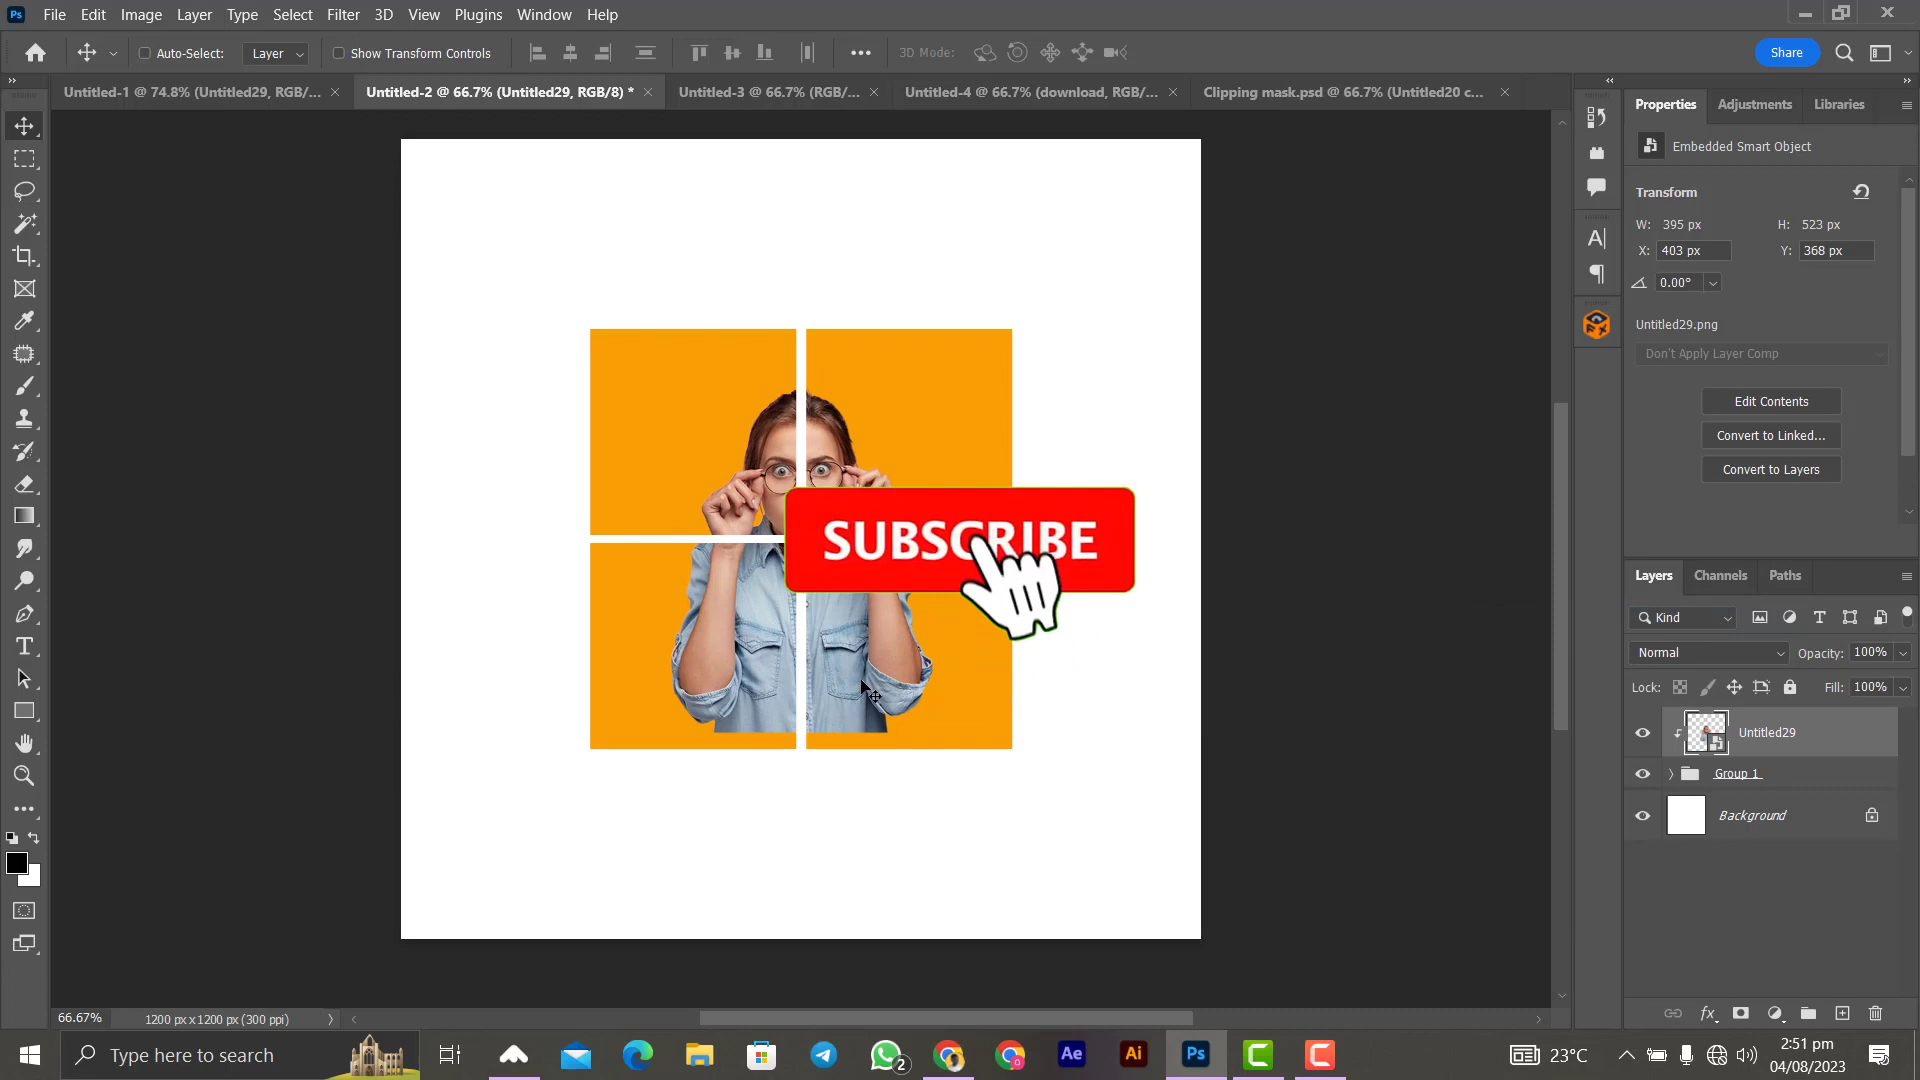 Ps File Edit Image Layer Type Select Filter 3D View Plugins Window Help
Auto-Select: Layer Show Transform Controls 3D Mode: Share
Untitled-1 @ 74.8% (Untitled29, RGB/... Untitled-2 @ 66.7% (Untitled29, RGB/8) * Untitled-3 @ 66.7% (RGB/... Untitled-4 @ 66.7% (download, RGB/... Clipping mask.psd @ 66.7% (Untitled20 c...
Properties Adjustments Libraries
Embedded Smart Object
Transform
W: 395 px H: 523 px
X: 403 px Y: 368 px
0.00°
Untitled29.png
Don't Apply Layer Comp
Edit Contents
Convert to Linked...
Convert to Layers
SUBSCRIBE
Layers Channels Paths
Kind
Normal Opacity: 100%
Lock: Fill: 100%
Untitled29
Group 1
Background
66.67% 1200 px x 1200 px (300 ppi)
Type here to search
2
Ae Ai Ps
23°C
2:51 pm
04/08/2023